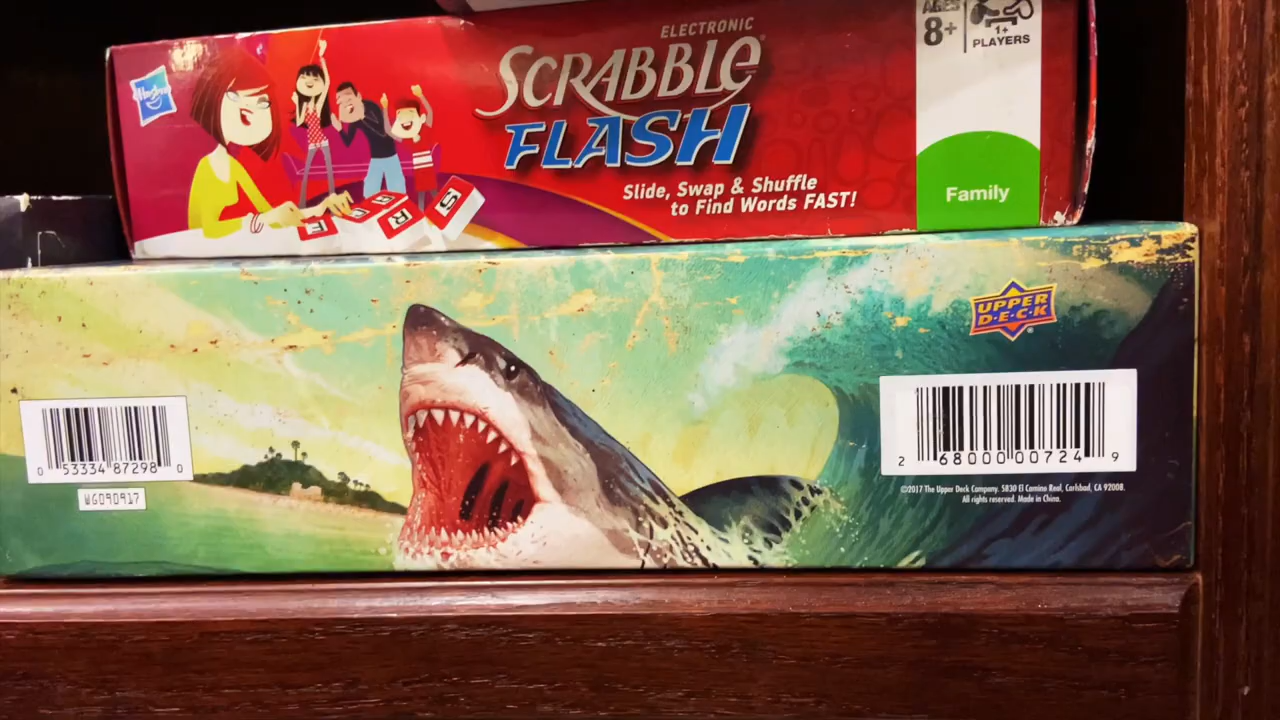 Hasbro
ELECTRONIC
SCRABBLE®
FLASH
Slide, Swap & Shuffle
to Find Words FAST!
AGES
8+
1+
PLAYERS
Family
S
R
UPPER
D·E·C·K®
0 53334 87298 0
WG090917
2 68000 00724 9
©2017 The Upper Deck Company. 5830 El Camino Real, Carlsbad, CA 92008.
All rights reserved. Made in China.